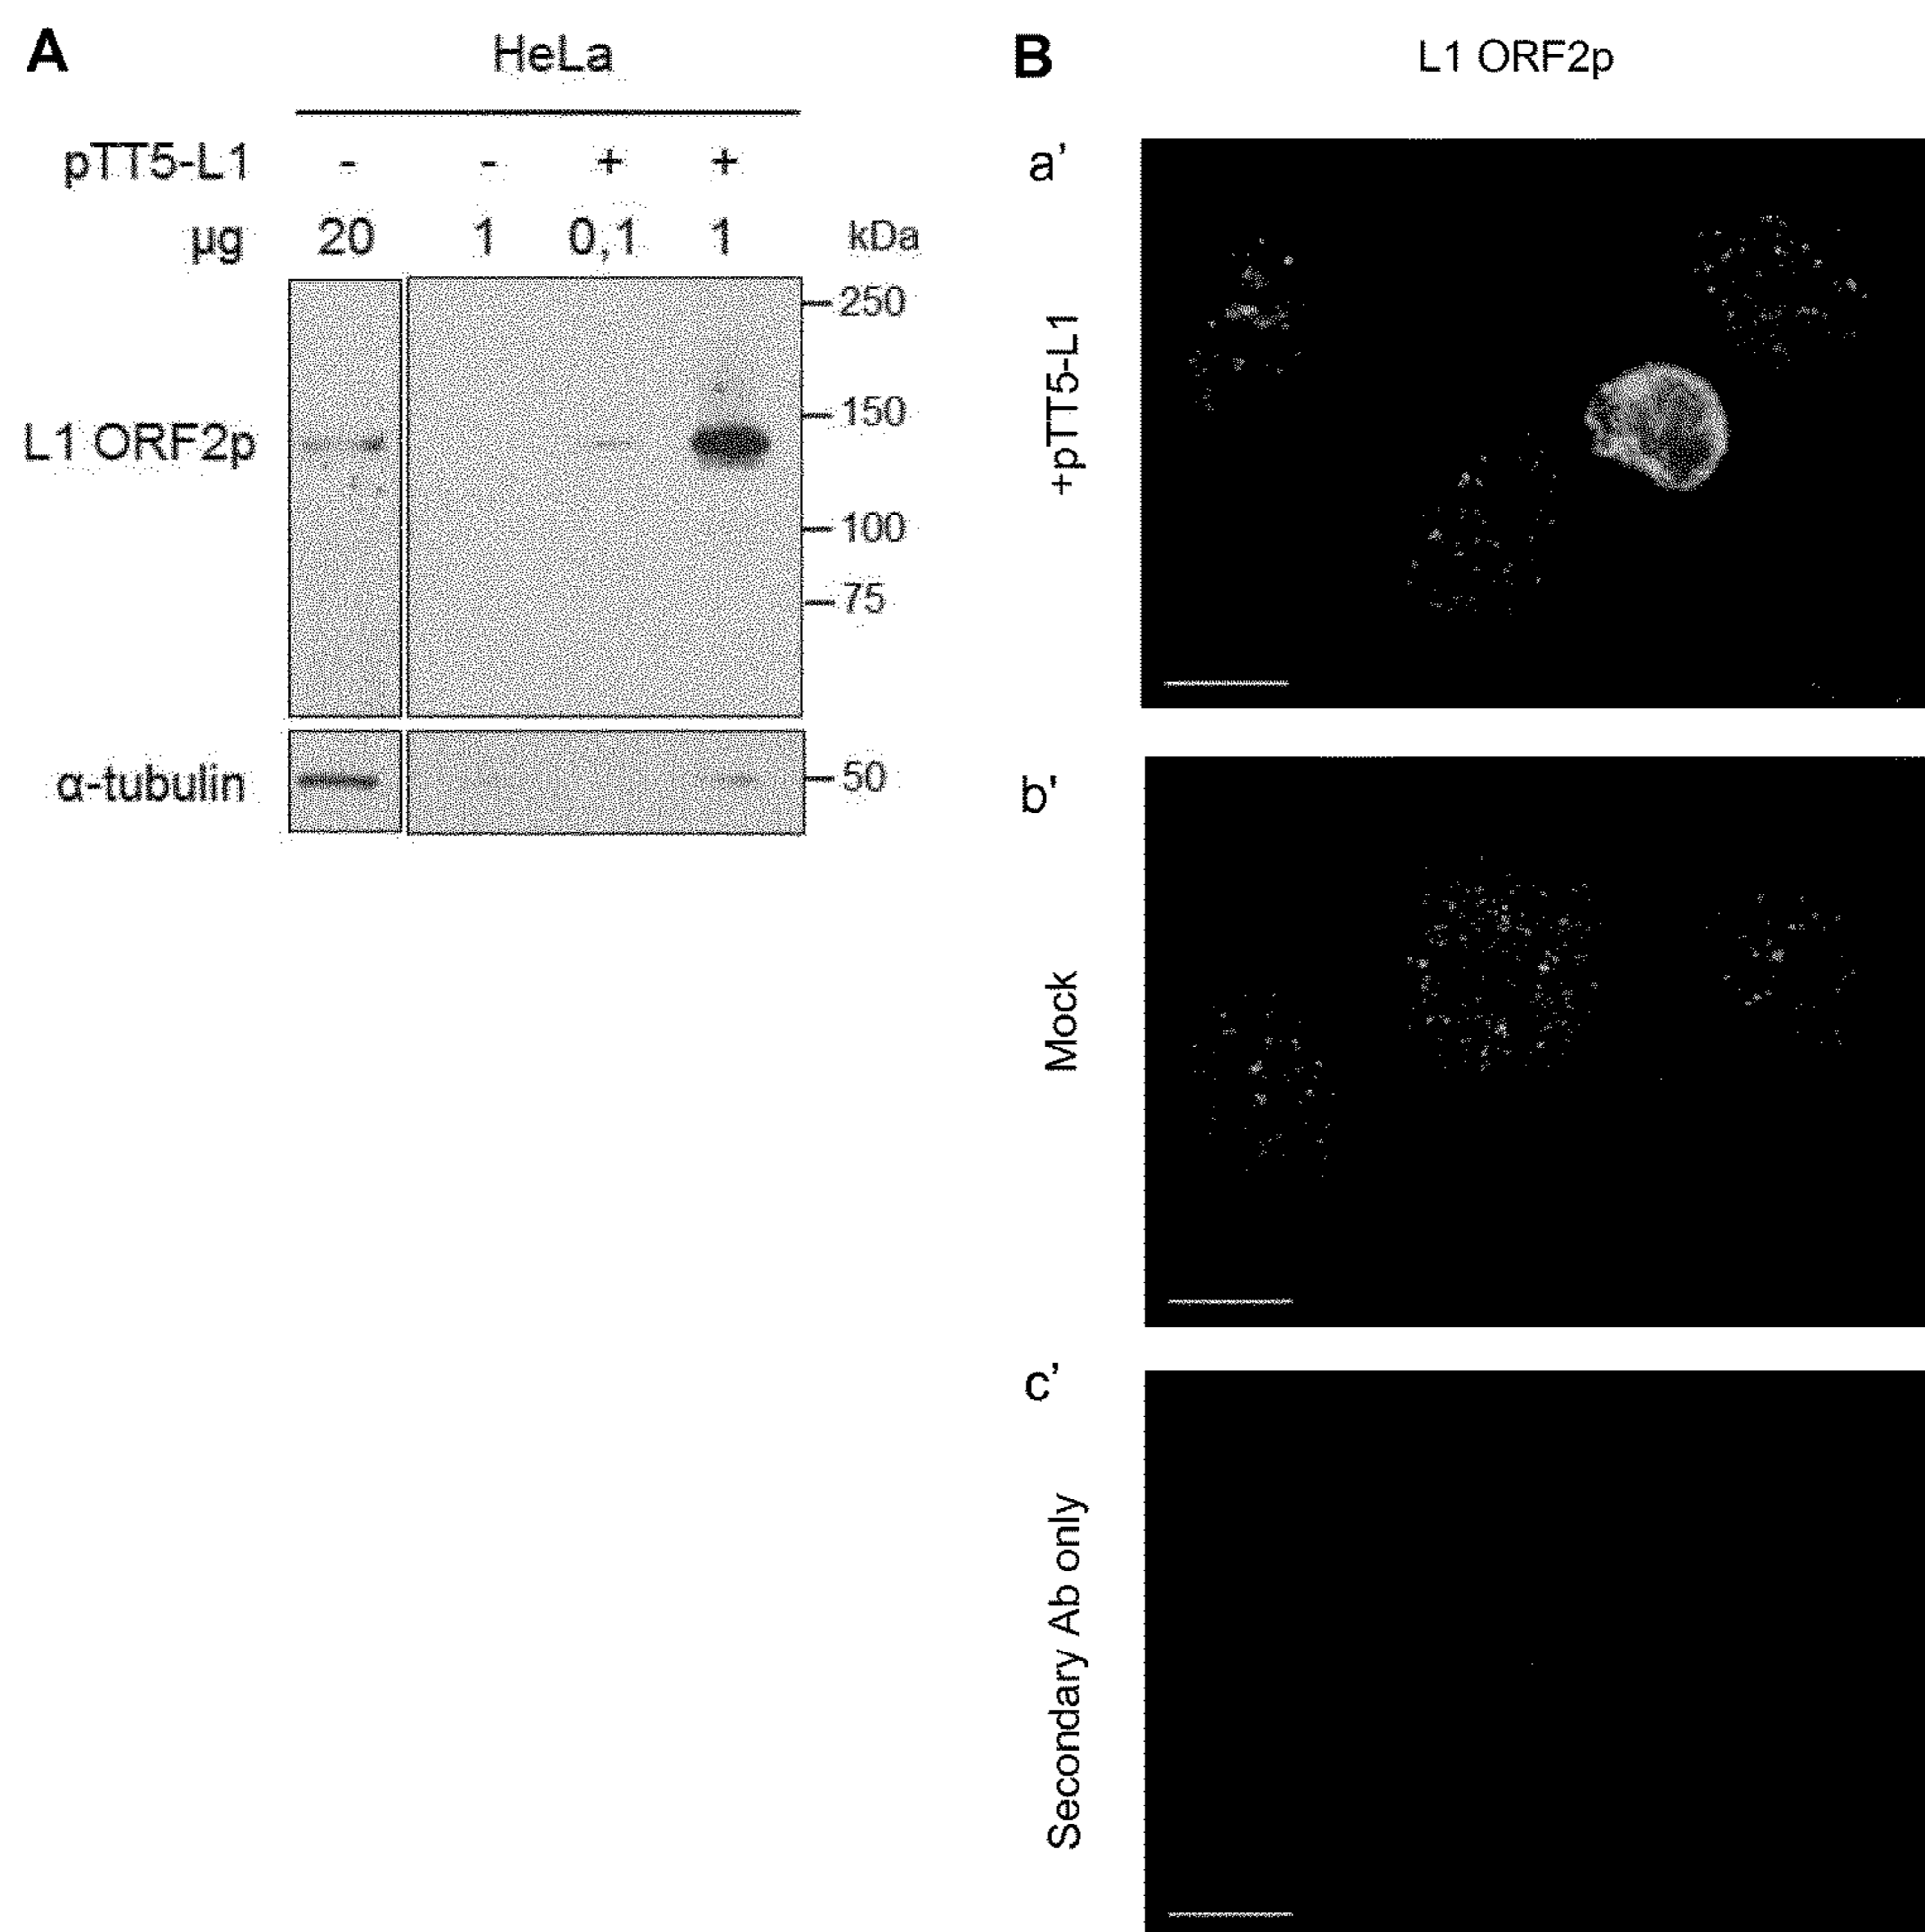 A
HeLa
pTT5-L1 - - + +
µg 20 1 0,1 1 kDa
250
150
L1 ORF2p
100
75
α-tubulin
50
B
L1 ORF2p
a'
+pTT5-L1
b'
Mock
c'
Secondary Ab only